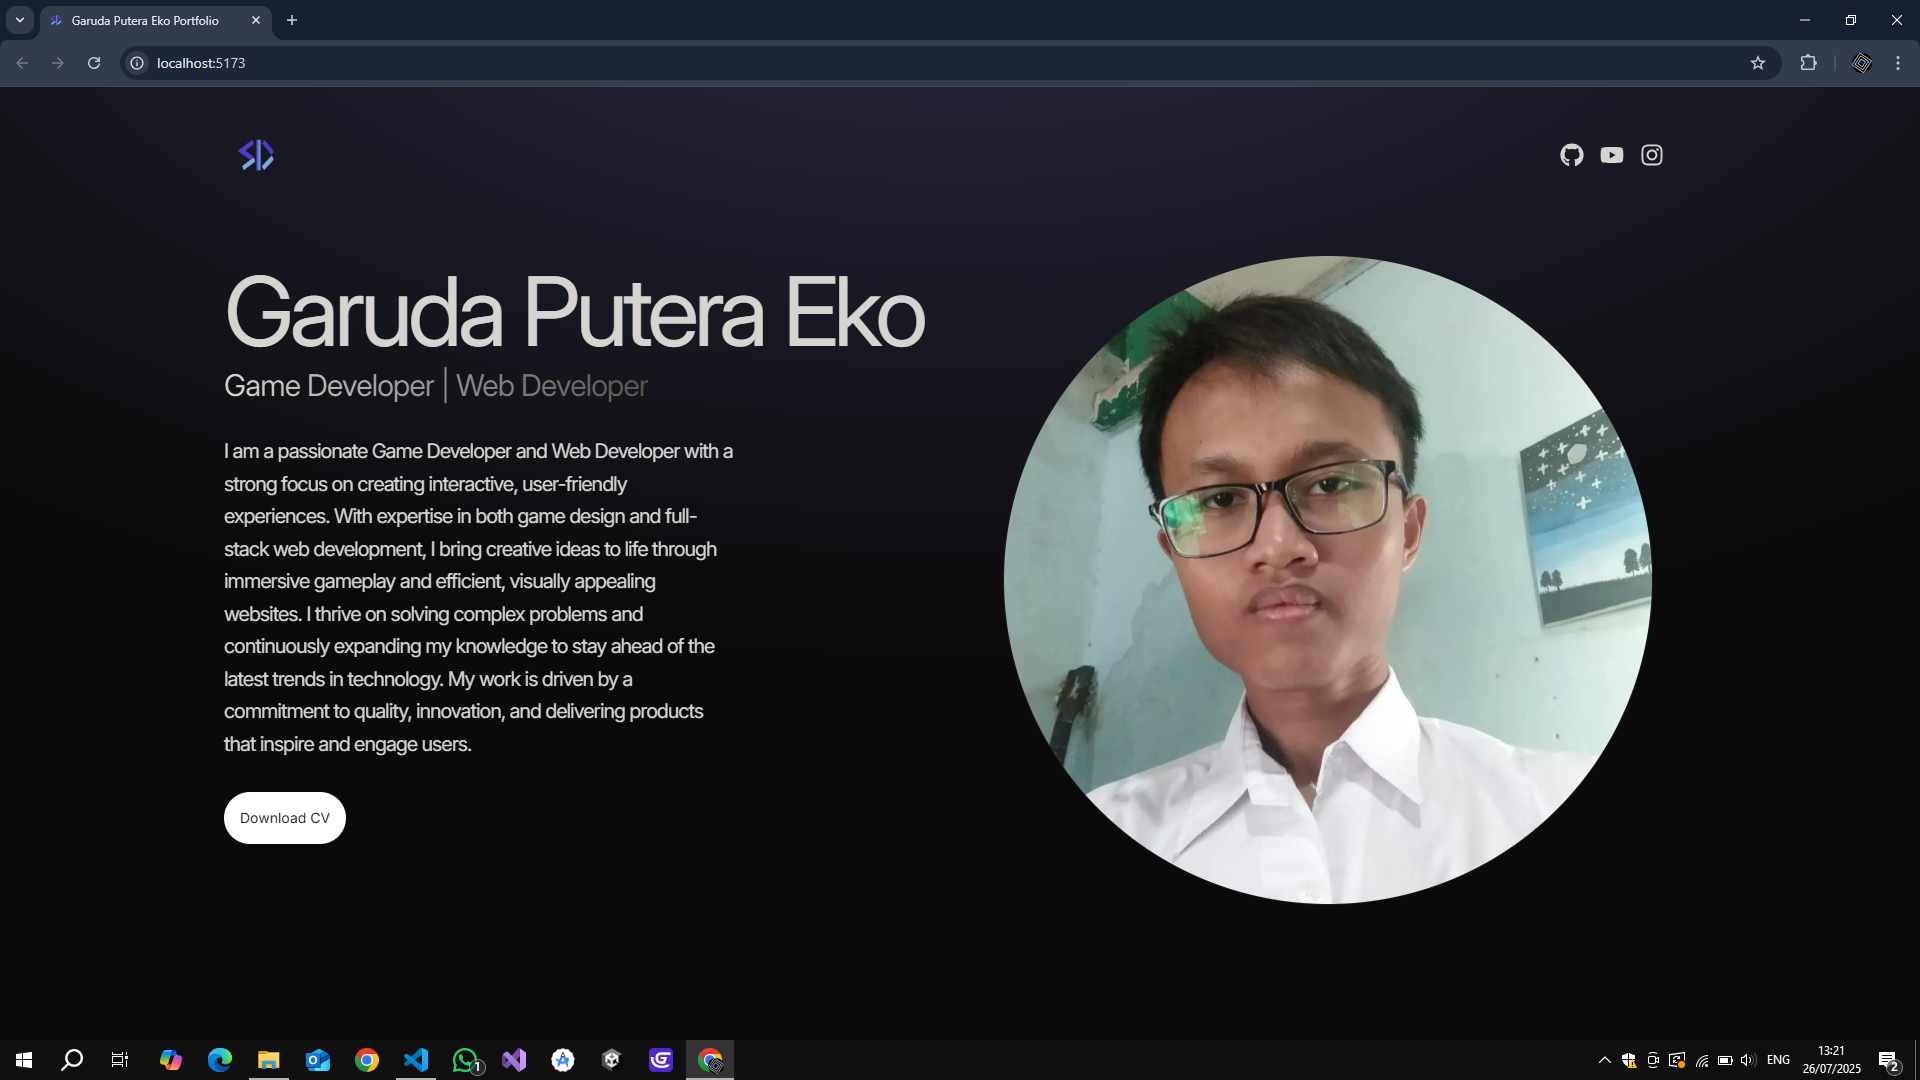 Garuda Putera Eko Portfolio
localhost:5173
Garuda Putera Eko
Game Developer | Web Developer
I am a passionate Game Developer and Web Developer with a
strong focus on creating interactive, user-friendly
experiences. With expertise in both game design and full-
stack web development, I bring creative ideas to life through
immersive gameplay and efficient, visually appealing
websites. I thrive on solving complex problems and
continuously expanding my knowledge to stay ahead of the
latest trends in technology. My work is driven by a
commitment to quality, innovation, and delivering products
that inspire and engage users.
Download CV
1
ENG
13:21
26/07/2025
2